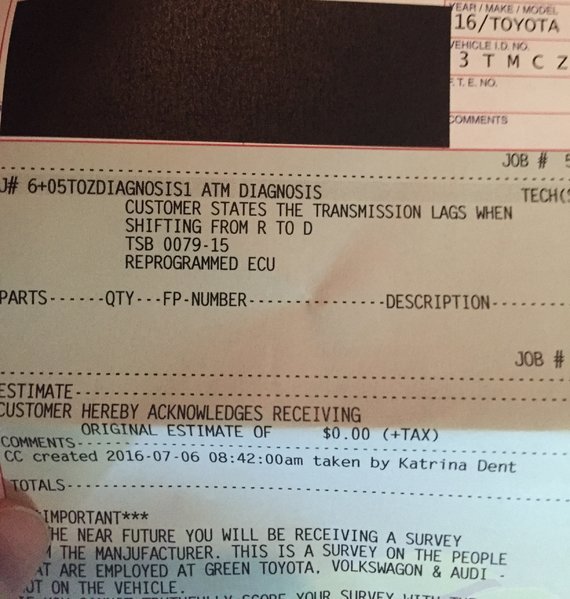 YEAR / MAKE / MODEL
16/TOYOTA
VEHICLE I.D. NO.
3 T M C Z
F. T. E. NO.
COMMENTS
JOB # 5
J# 6+05TOZDIAGNOSIS1 ATM DIAGNOSIS TECH(S
CUSTOMER STATES THE TRANSMISSION LAGS WHEN
SHIFTING FROM R TO D
TSB 0079-15
REPROGRAMMED ECU
PARTS------QTY---FP-NUMBER---------------DESCRIPTION--------
JOB #
ESTIMATE--------------------------------------------------
CUSTOMER HEREBY ACKNOWLEDGES RECEIVING
ORIGINAL ESTIMATE OF $0.00 (+TAX)
COMMENTS--------------------------------------------------
CC created 2016-07-06 08:42:00am taken by Katrina Dent
TOTALS----------------------------------------------------
IMPORTANT***
THE NEAR FUTURE YOU WILL BE RECEIVING A SURVEY
M THE MANJUFACTURER. THIS IS A SURVEY ON THE PEOPLE
AT ARE EMPLOYED AT GREEN TOYOTA, VOLKSWAGON & AUDI -
UT ON THE VEHICLE.